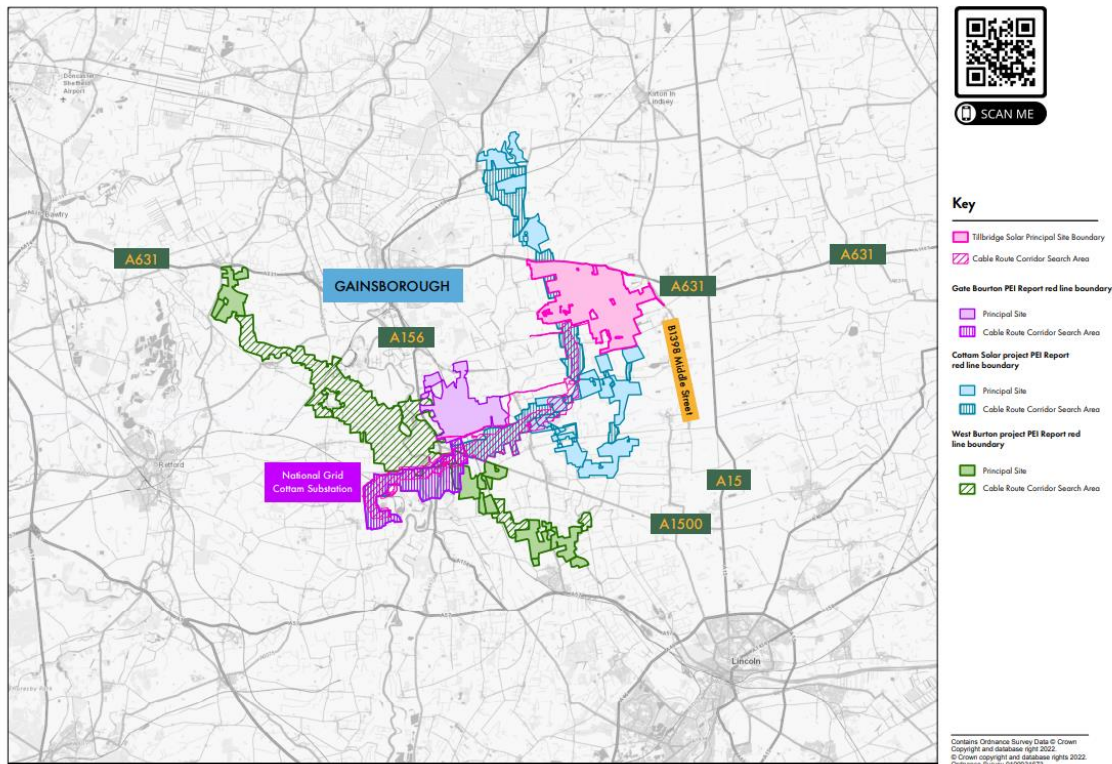 Doncaster
Sheffield
Airport
Kirton in
Lindsey
Bawtry
A631
GAINSBOROUGH
A631
A631
A156
B1398 Middle Street
Retford
National Grid
Cottam Substation
A15
A1500
Lincoln
SCAN ME
Key
Tillbridge Solar Principal Site Boundary
Cable Route Corridor Search Area
Gate Bourton PEI Report red line boundary
Principal Site
Cable Route Corridor Search Area
Cottam Solar project PEI Report
red line boundary
Principal Site
Cable Route Corridor Search Area
West Burton project PEI Report red
line boundary
Principal Site
Cable Route Corridor Search Area
Contains Ordnance Survey Data © Crown
Copyright and database right 2022.
© Crown copyright and database rights 2022.